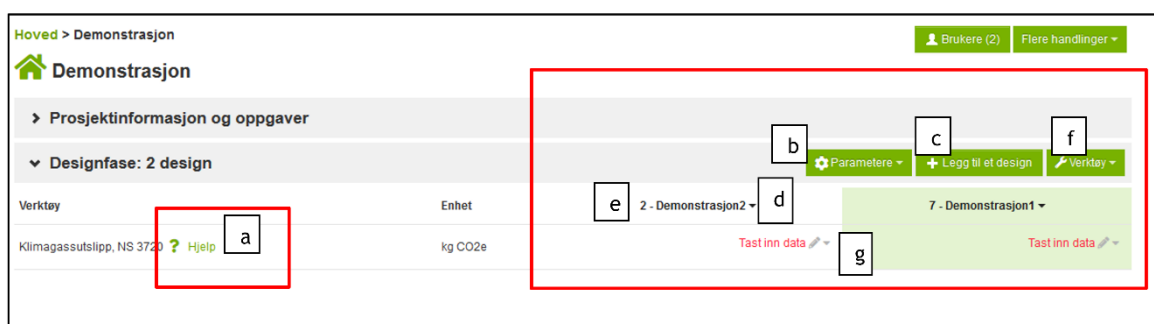 Hoved > Demonstrasjon
Brukere (2) Flere handlinger
Demonstrasjon
Prosjektinformasjon og oppgaver
b c f
Designfase: 2 design Parametere Legg til et design Verktøy
Verktøy Enhet e 2 - Demonstrasjon2 d 7 - Demonstrasjon1
Klimagassutslipp, NS 3720 ? Hjelp a kg CO2e Tast inn data g Tast inn data